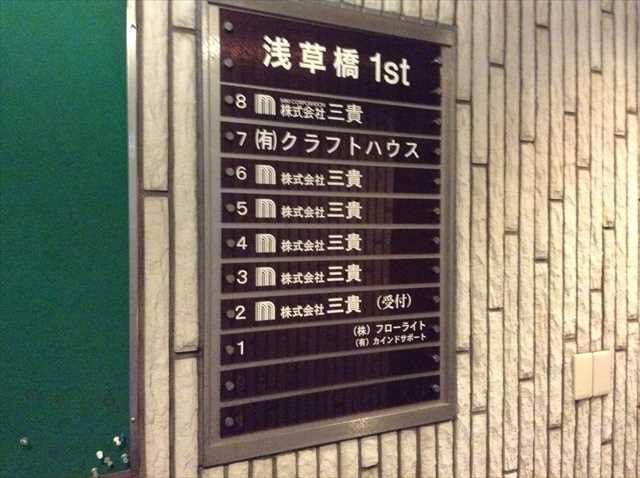 浅草橋 1st
8 株式会社三貴
7 (有)クラフトハウス
6 株式会社三貴
5 株式会社三貴
4 株式会社三貴
3 株式会社三貴
2 株式会社三貴 (受付)
1 (株)フローライト
(有)カインドサポート